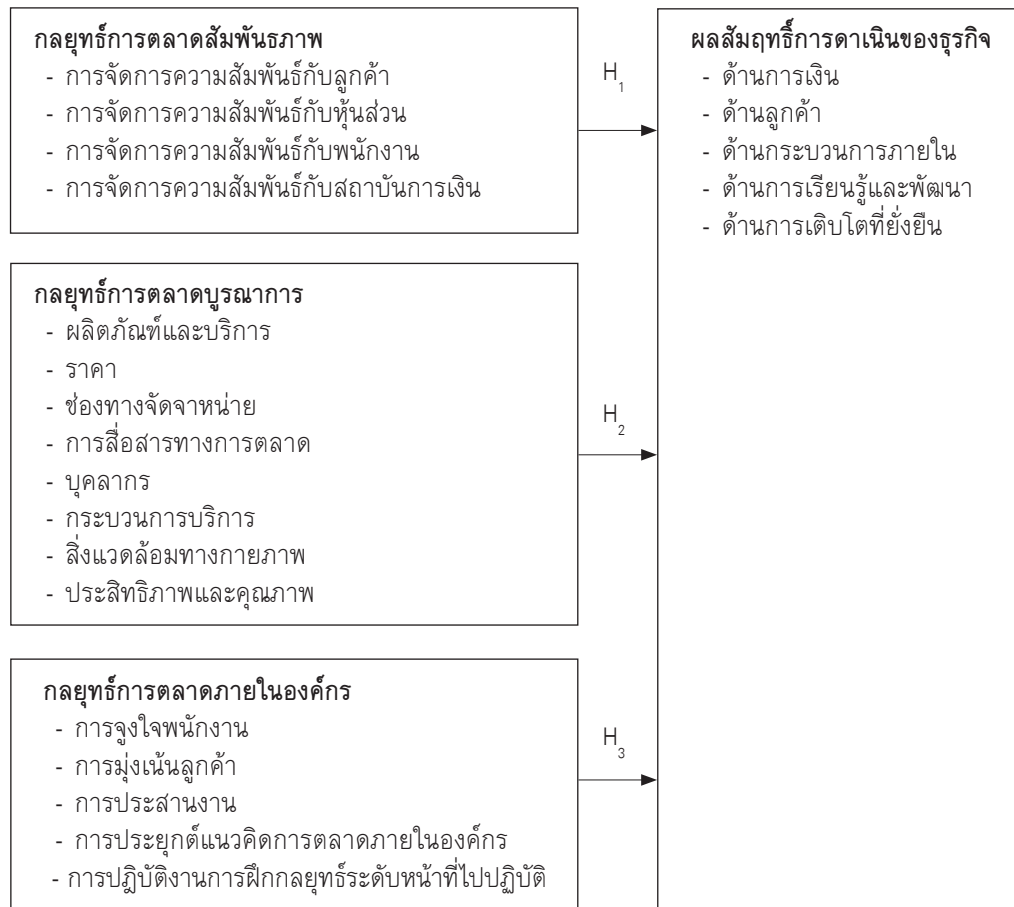 กลยุทธ์การตลาดสัมพันธภาพ
- การจัดการความสัมพันธ์กับลูกค้า
- การจัดการความสัมพันธ์กับหุ้นส่วน
- การจัดการความสัมพันธ์กับพนักงาน
- การจัดการความสัมพันธ์กับสถาบันการเงิน
H₁
ผลสัมฤทธิ์การดาเนินของธุรกิจ
- ด้านการเงิน
- ด้านลูกค้า
- ด้านกระบวนการภายใน
- ด้านการเรียนรู้และพัฒนา
- ด้านการเติบโตที่ยั่งยืน
กลยุทธ์การตลาดบูรณาการ
- ผลิตภัณฑ์และบริการ
- ราคา
- ช่องทางจัดจาหน่าย
- การสื่อสารทางการตลาด
- บุคลากร
- กระบวนการบริการ
- สิ่งแวดล้อมทางกายภาพ
- ประสิทธิภาพและคุณภาพ
H₂
กลยุทธ์การตลาดภายในองค์กร
- การจูงใจพนักงาน
- การมุ่งเน้นลูกค้า
- การประสานงาน
- การประยุกต์แนวคิดการตลาดภายในองค์กร
- การปฎิบัติงานการฝึกกลยุทธ์ระดับหน้าที่ไปปฏิบัติ
H₃